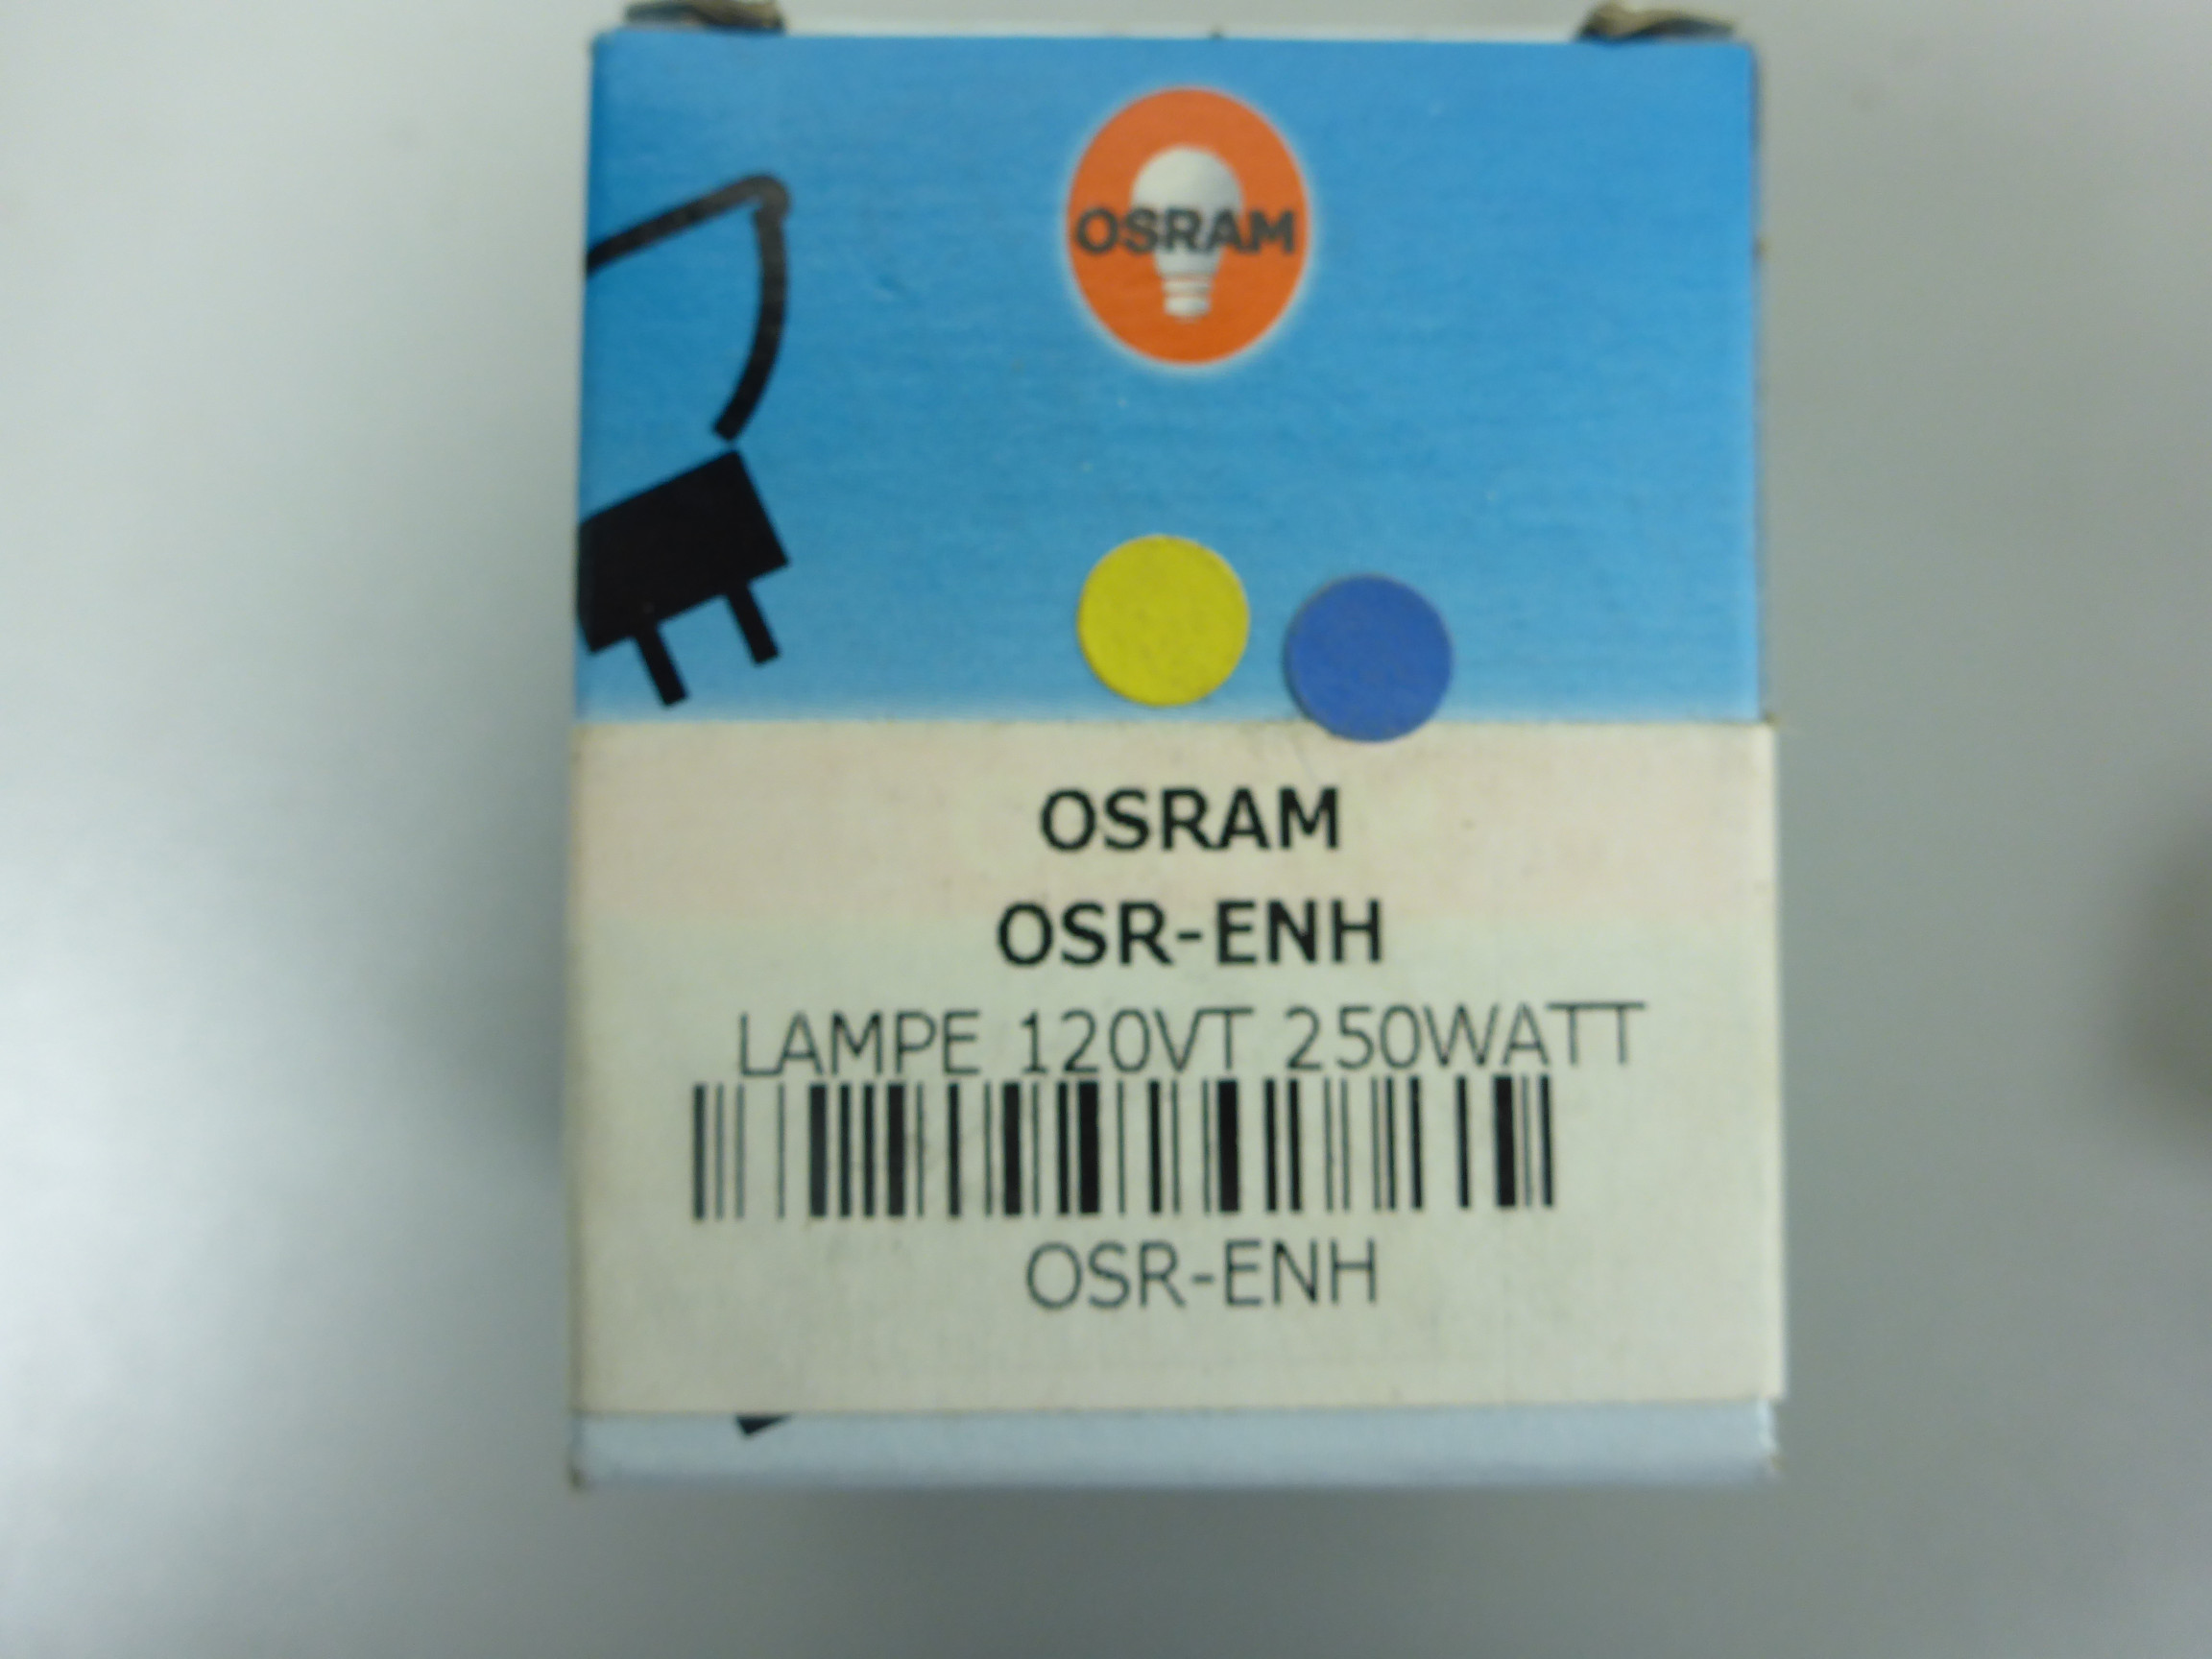 OSRAM
OSRAM
OSR-ENH
LAMPE 120VT 250WATT
OSR-ENH